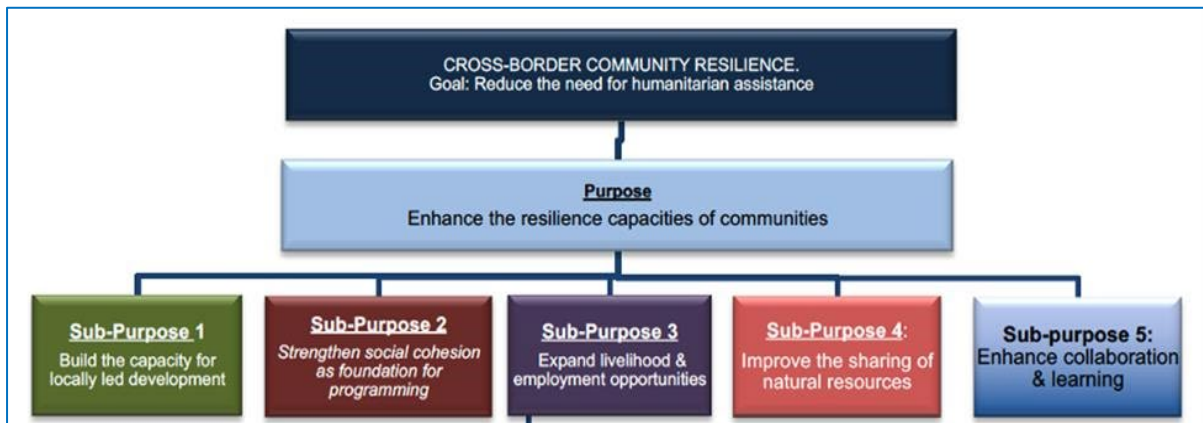 CROSS-BORDER COMMUNITY RESILIENCE.
Goal: Reduce the need for humanitarian assistance
Purpose
Enhance the resilience capacities of communities
Sub-Purpose 1
Build the capacity for
locally led development
Sub-Purpose 2
Strengthen social cohesion
as foundation for
programming
Sub-Purpose 3
Expand livelihood &
employment opportunities
Sub-Purpose 4:
Improve the sharing of
natural resources
Sub-purpose 5:
Enhance collaboration
& learning